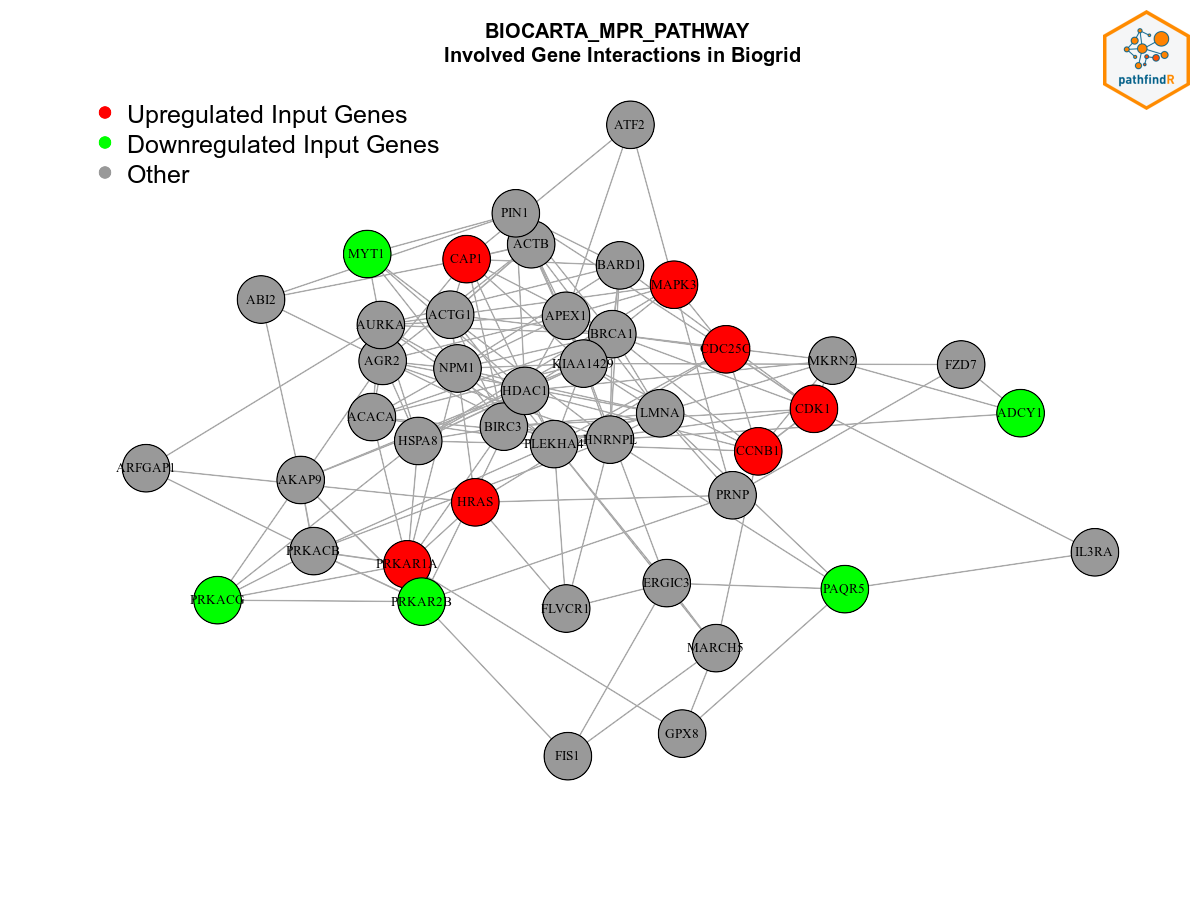 BIOCARTA_MPR_PATHWAY
Involved Gene Interactions in Biogrid
pathfindR
Upregulated Input Genes
Downregulated Input Genes
Other
ATF2
PIN1
ACTB
MYT1
CAP1
BARD1
MAPK3
ABI2
ACTG1
APEX1
AURKA
BRCA1
CDC25C
AGR2
NPM1
KIAA1429
MKRN2
FZD7
HDAC1
ACACA
LMNA
CDK1
ADCY1
BIRC3
HSPA8
PLEKHA4
HNRNPL
CCNB1
ARFGAP1
AKAP9
HRAS
PRNP
PRKACB
IL3RA
PRKAR1A
ERGIC3
PAQR5
PRKACG
PRKAR2B
FLVCR1
MARCH5
GPX8
FIS1